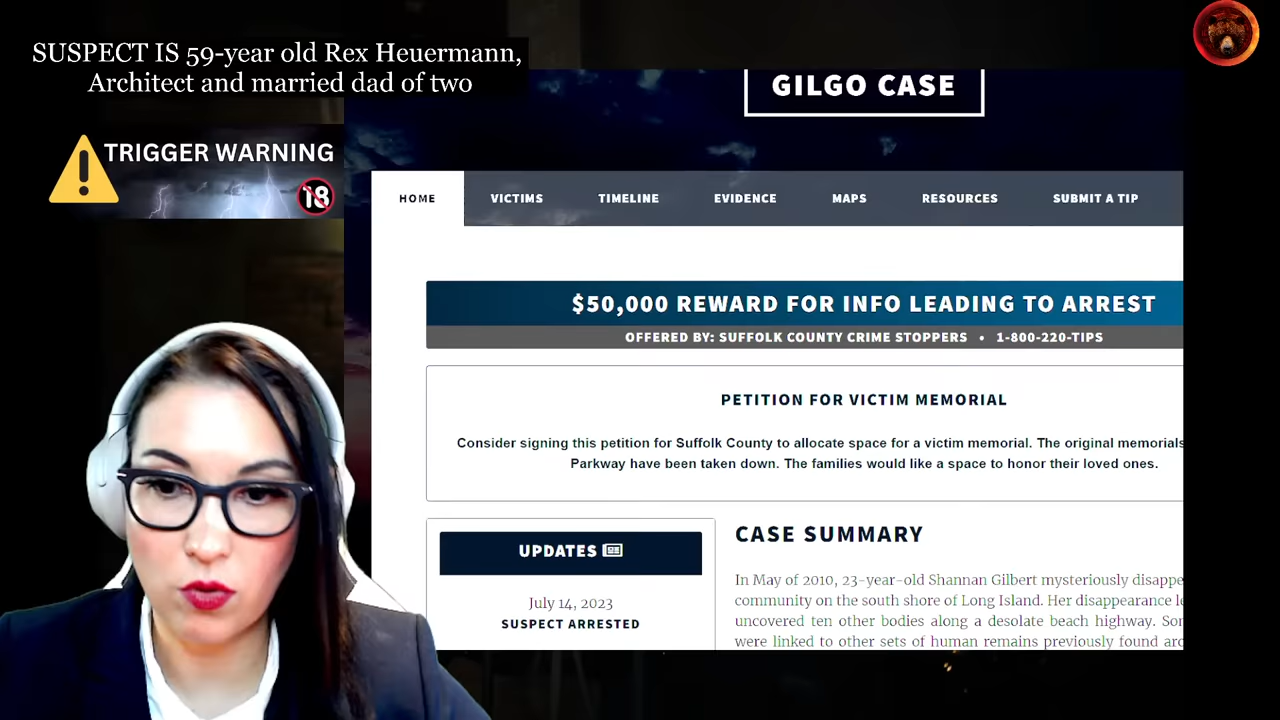 SUSPECT IS 59-year old Rex Heuermann,
Architect and married dad of two
TRIGGER WARNING
18
GILGO CASE
HOME VICTIMS TIMELINE EVIDENCE MAPS RESOURCES SUBMIT A TIP
$50,000 REWARD FOR INFO LEADING TO ARREST
OFFERED BY: SUFFOLK COUNTY CRIME STOPPERS • 1-800-220-TIPS
PETITION FOR VICTIM MEMORIAL
Consider signing this petition for Suffolk County to allocate space for a victim memorial. The original memorials
Parkway have been taken down. The families would like a space to honor their loved ones.
UPDATES
July 14, 2023
SUSPECT ARRESTED
CASE SUMMARY
In May of 2010, 23-year-old Shannan Gilbert mysteriously disappe
community on the south shore of Long Island. Her disappearance le
uncovered ten other bodies along a desolate beach highway. Son
were linked to other sets of human remains previously found arc